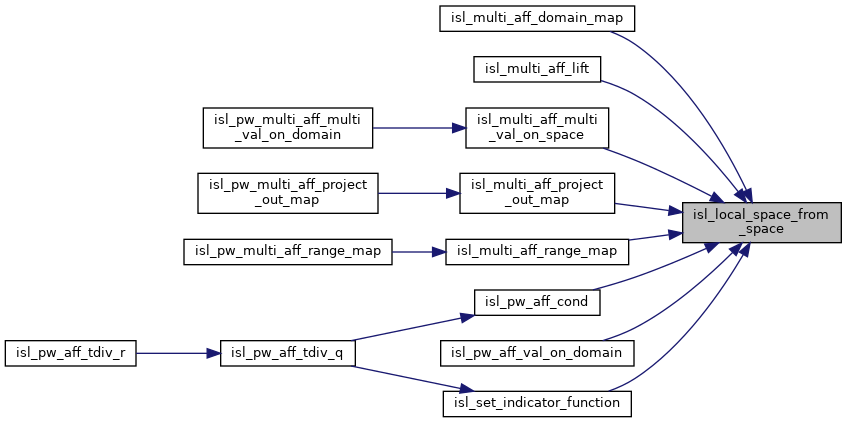 isl_multi_aff_domain_map
isl_multi_aff_lift
isl_pw_multi_aff_multi
_val_on_domain
isl_multi_aff_multi
_val_on_space
isl_pw_multi_aff_project
_out_map
isl_multi_aff_project
_out_map
isl_local_space_from
_space
isl_pw_multi_aff_range_map
isl_multi_aff_range_map
isl_pw_aff_cond
isl_pw_aff_tdiv_r
isl_pw_aff_tdiv_q
isl_pw_aff_val_on_domain
isl_set_indicator_function